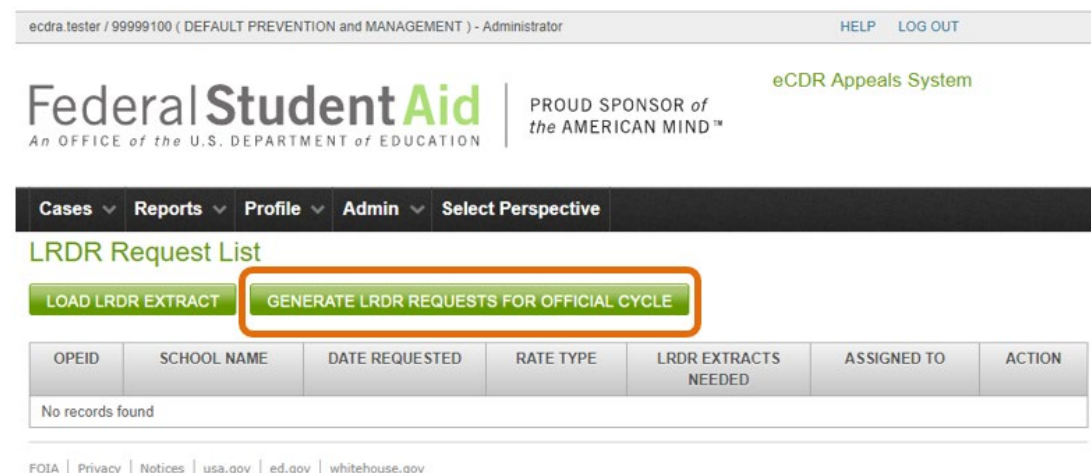 ecdra.tester / 99999100 ( DEFAULT PREVENTION and MANAGEMENT ) - Administrator HELP LOG OUT
eCDR Appeals System
Federal Student Aid PROUD SPONSOR of
An OFFICE of the U.S. DEPARTMENT of EDUCATION the AMERICAN MIND™
Cases Reports Profile Admin Select Perspective
LRDR Request List
LOAD LRDR EXTRACT GENERATE LRDR REQUESTS FOR OFFICIAL CYCLE
OPEID SCHOOL NAME DATE REQUESTED RATE TYPE LRDR EXTRACTS ASSIGNED TO ACTION
NEEDED
No records found
FOIA | Privacy | Notices | usa.gov | ed.gov | whitehouse.gov